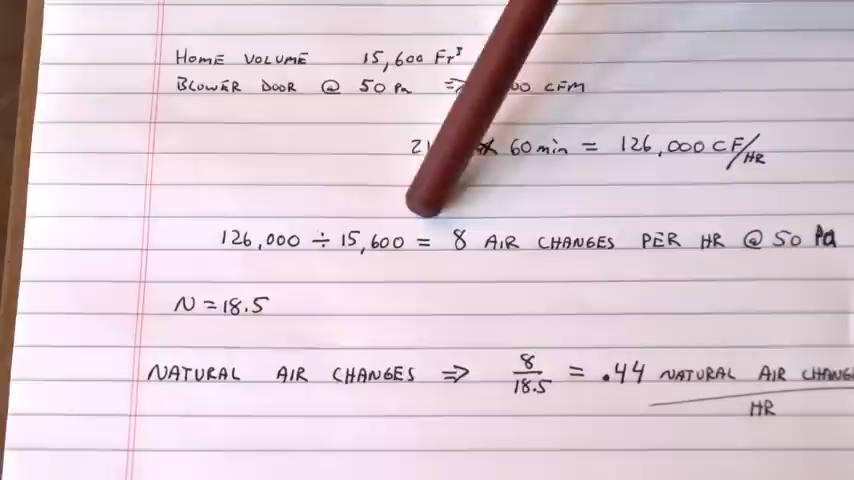 HOME VOLUME 15,600 FT³
BLOWER DOOR @ 50 Pa ⇒ 00 CFM
21 × 60 min = 126,000 CF/HR
126,000 ÷ 15,600 = 8 AIR CHANGES PER HR @ 50 Pa
N = 18.5
NATURAL AIR CHANGES ⇒ 8/18.5 = .44 NATURAL AIR CHANGE/HR